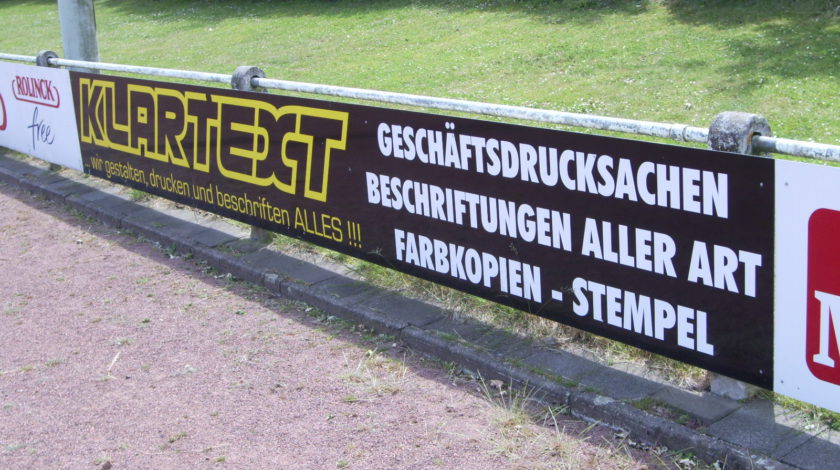 ROLINCK
free
KLARTEXT
... wir gestalten, drucken und beschriften ALLES !!!
GESCHÄFTSDRUCKSACHEN
BESCHRIFTUNGEN ALLER ART
FARBKOPIEN - STEMPEL